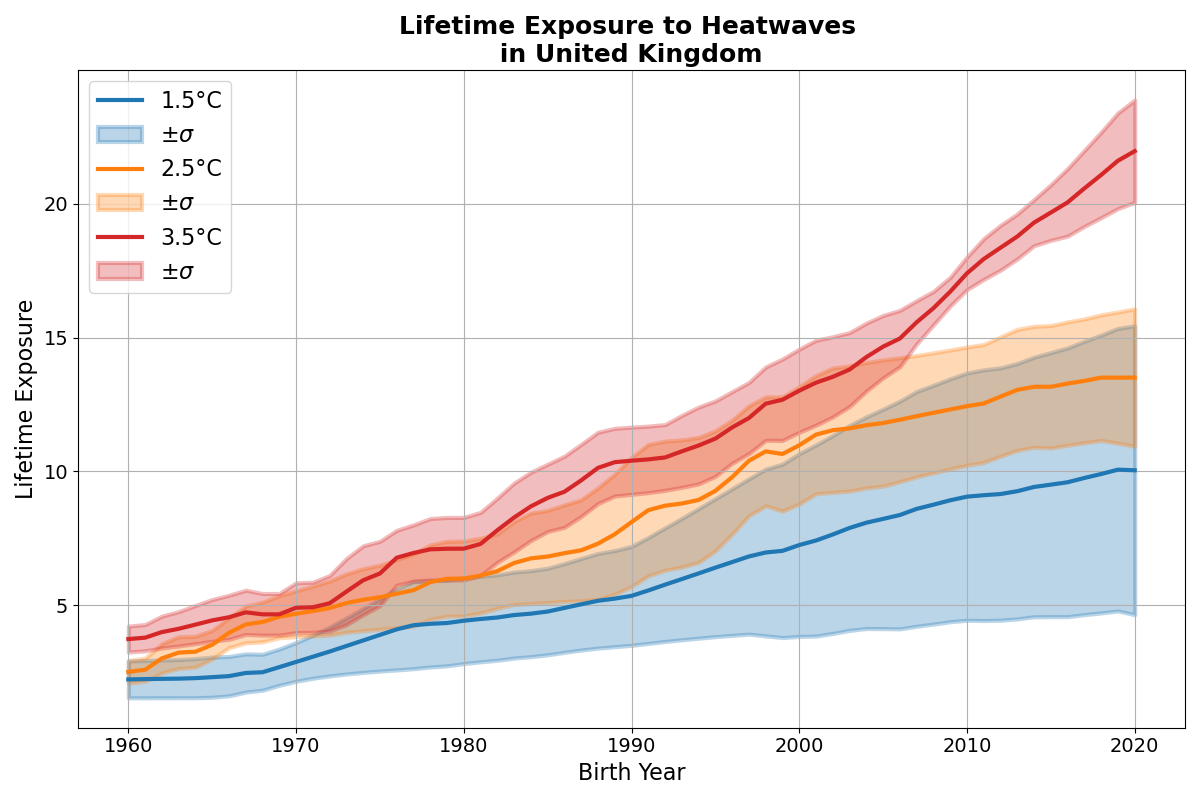 Lifetime Exposure to Heatwaves
in United Kingdom
1.5°C
±σ
2.5°C
±σ
3.5°C
±σ
Lifetime Exposure
20
15
10
5
1960 1970 1980 1990 2000 2010 2020
Birth Year